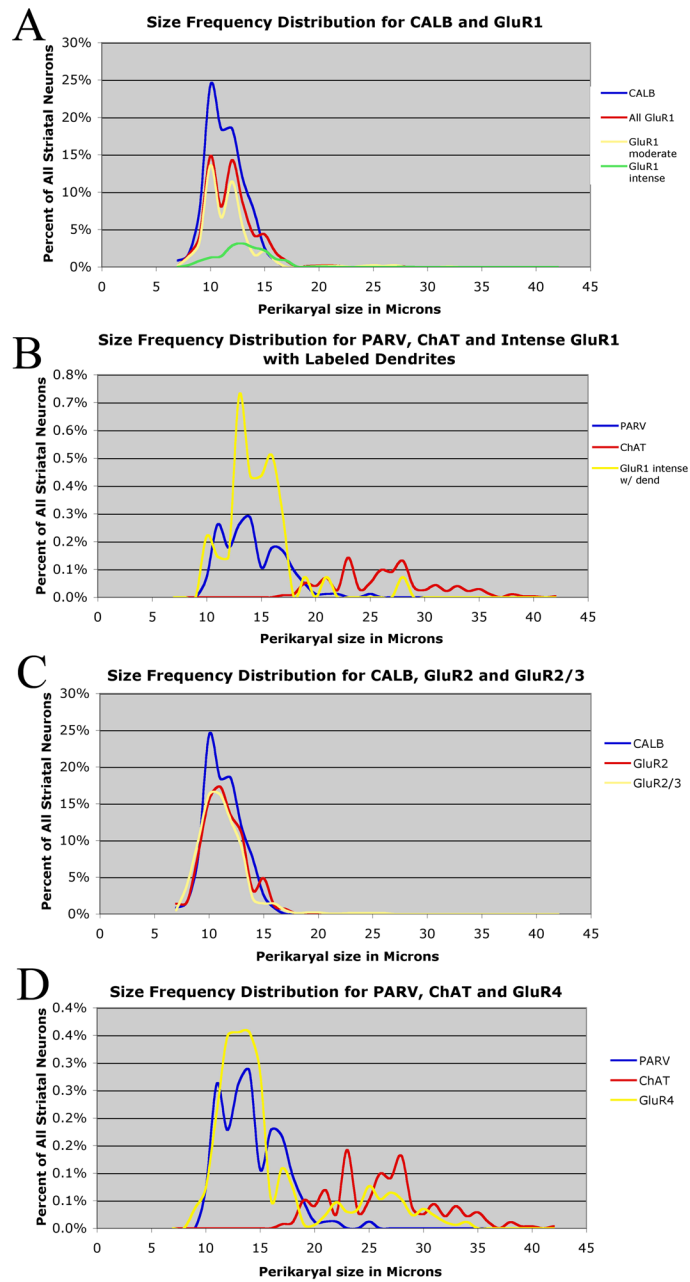 A
Size Frequency Distribution for CALB and GluR1
Percent of All Striatal Neurons
30%
25%
20%
15%
10%
5%
0%
0 5 10 15 20 25 30 35 40 45
Perikaryal size in Microns
CALB
All GluR1
GluR1
moderate
GluR1
intense
B
Size Frequency Distribution for PARV, ChAT and Intense GluR1
with Labeled Dendrites
Percent of All Striatal Neurons
0.8%
0.7%
0.6%
0.5%
0.4%
0.3%
0.2%
0.1%
0.0%
0 5 10 15 20 25 30 35 40 45
Perikaryal size in Microns
PARV
ChAT
GluR1 intense
w/ dend
C
Size Frequency Distribution for CALB, GluR2 and GluR2/3
Percent of All Striatal Neurons
30%
25%
20%
15%
10%
5%
0%
0 5 10 15 20 25 30 35 40 45
Perikaryal size in Microns
CALB
GluR2
GluR2/3
D
Size Frequency Distribution for PARV, ChAT and GluR4
Percent of All Striatal Neurons
0.4%
0.4%
0.3%
0.3%
0.2%
0.2%
0.1%
0.1%
0.0%
0 5 10 15 20 25 30 35 40 45
Perikaryal size in Microns
PARV
ChAT
GluR4